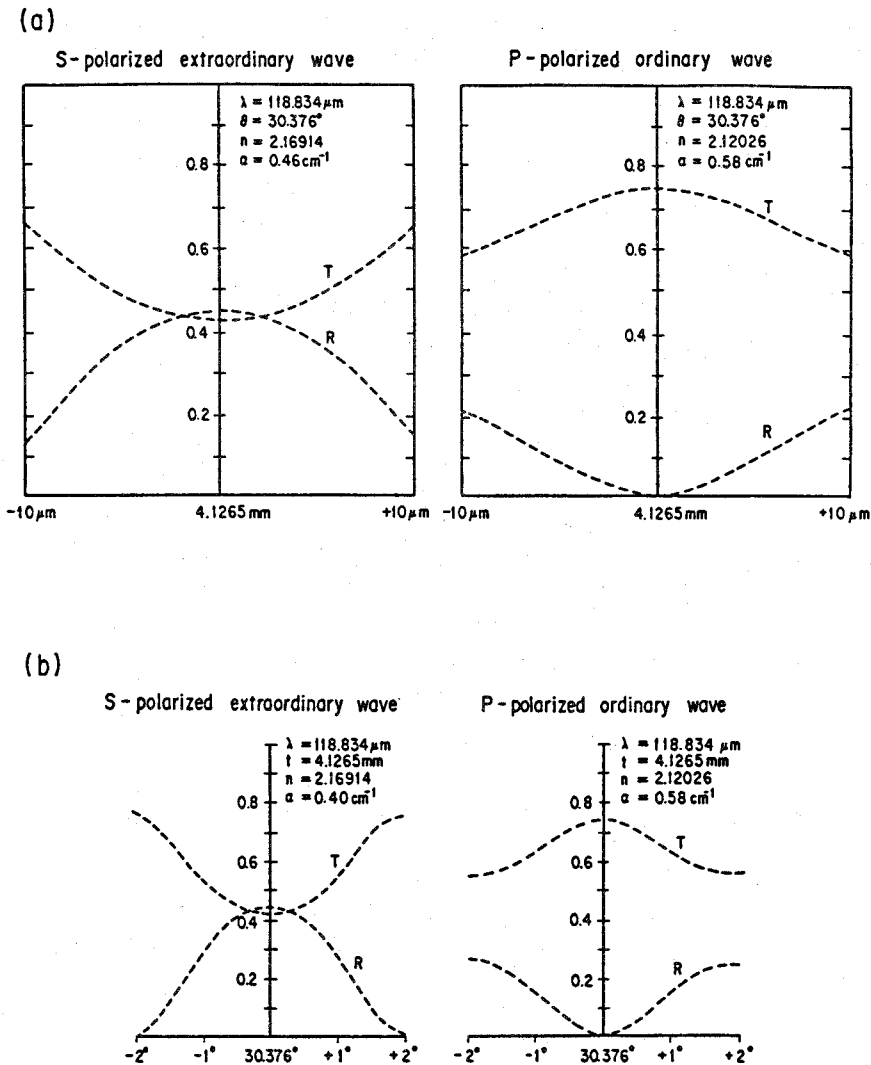 (a)
S-polarized extraordinary wave
P-polarized ordinary wave
λ = 118.834 μm
θ = 30.376°
n = 2.16914
α = 0.46 cm⁻¹
0.8
0.6
0.4
0.2
T
R
-10 μm
4.1265 mm
+10 μm
λ = 118.834 μm
θ = 30.376°
n = 2.12026
α = 0.58 cm⁻¹
0.8
0.6
0.4
0.2
T
R
-10 μm
4.1265 mm
+10 μm
(b)
S-polarized extraordinary wave
P-polarized ordinary wave
λ = 118.834 μm
t = 4.1265 mm
n = 2.16914
α = 0.40 cm⁻¹
0.8
0.6
0.4
0.2
T
R
-2°
-1°
30.376°
+1°
+2°
λ = 118.834 μm
t = 4.1265 mm
n = 2.12026
α = 0.58 cm⁻¹
0.8
0.6
0.4
0.2
T
R
-2°
-1°
30.376°
+1°
+2°